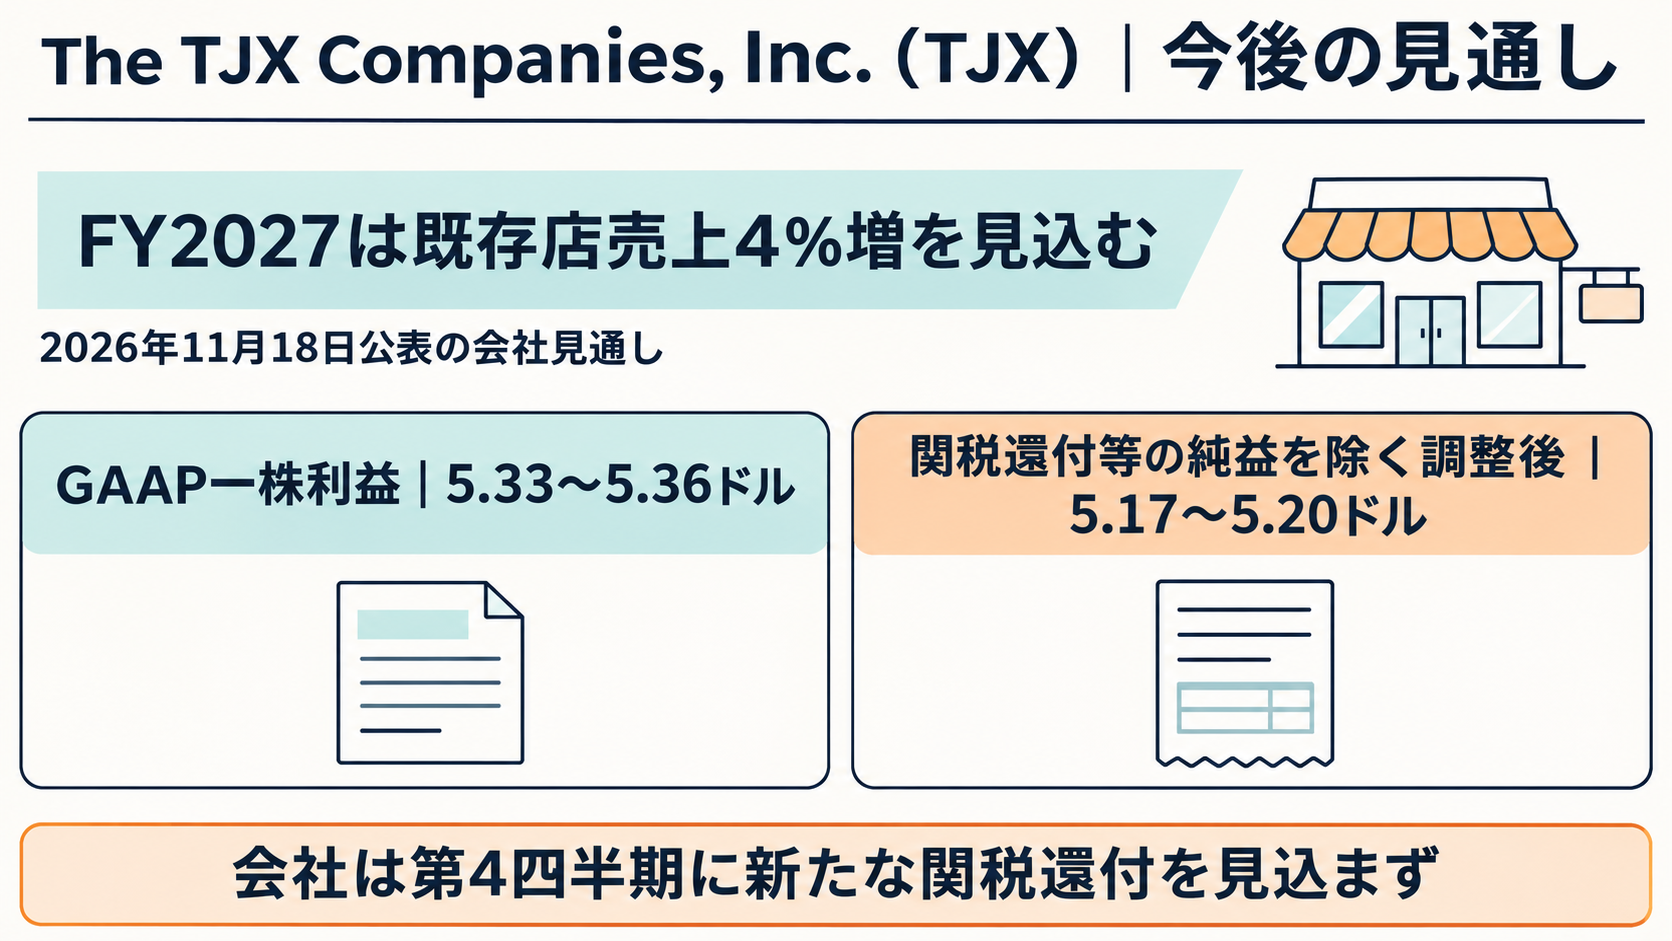 The TJX Companies, Inc.（TJX）｜今後の見通し
FY2027は既存店売上4%増を見込む
2026年11月18日公表の会社見通し
GAAP一株利益｜5.33〜5.36ドル
関税還付等の純益を除く調整後｜
5.17〜5.20ドル
会社は第4四半期に新たな関税還付を見込まず